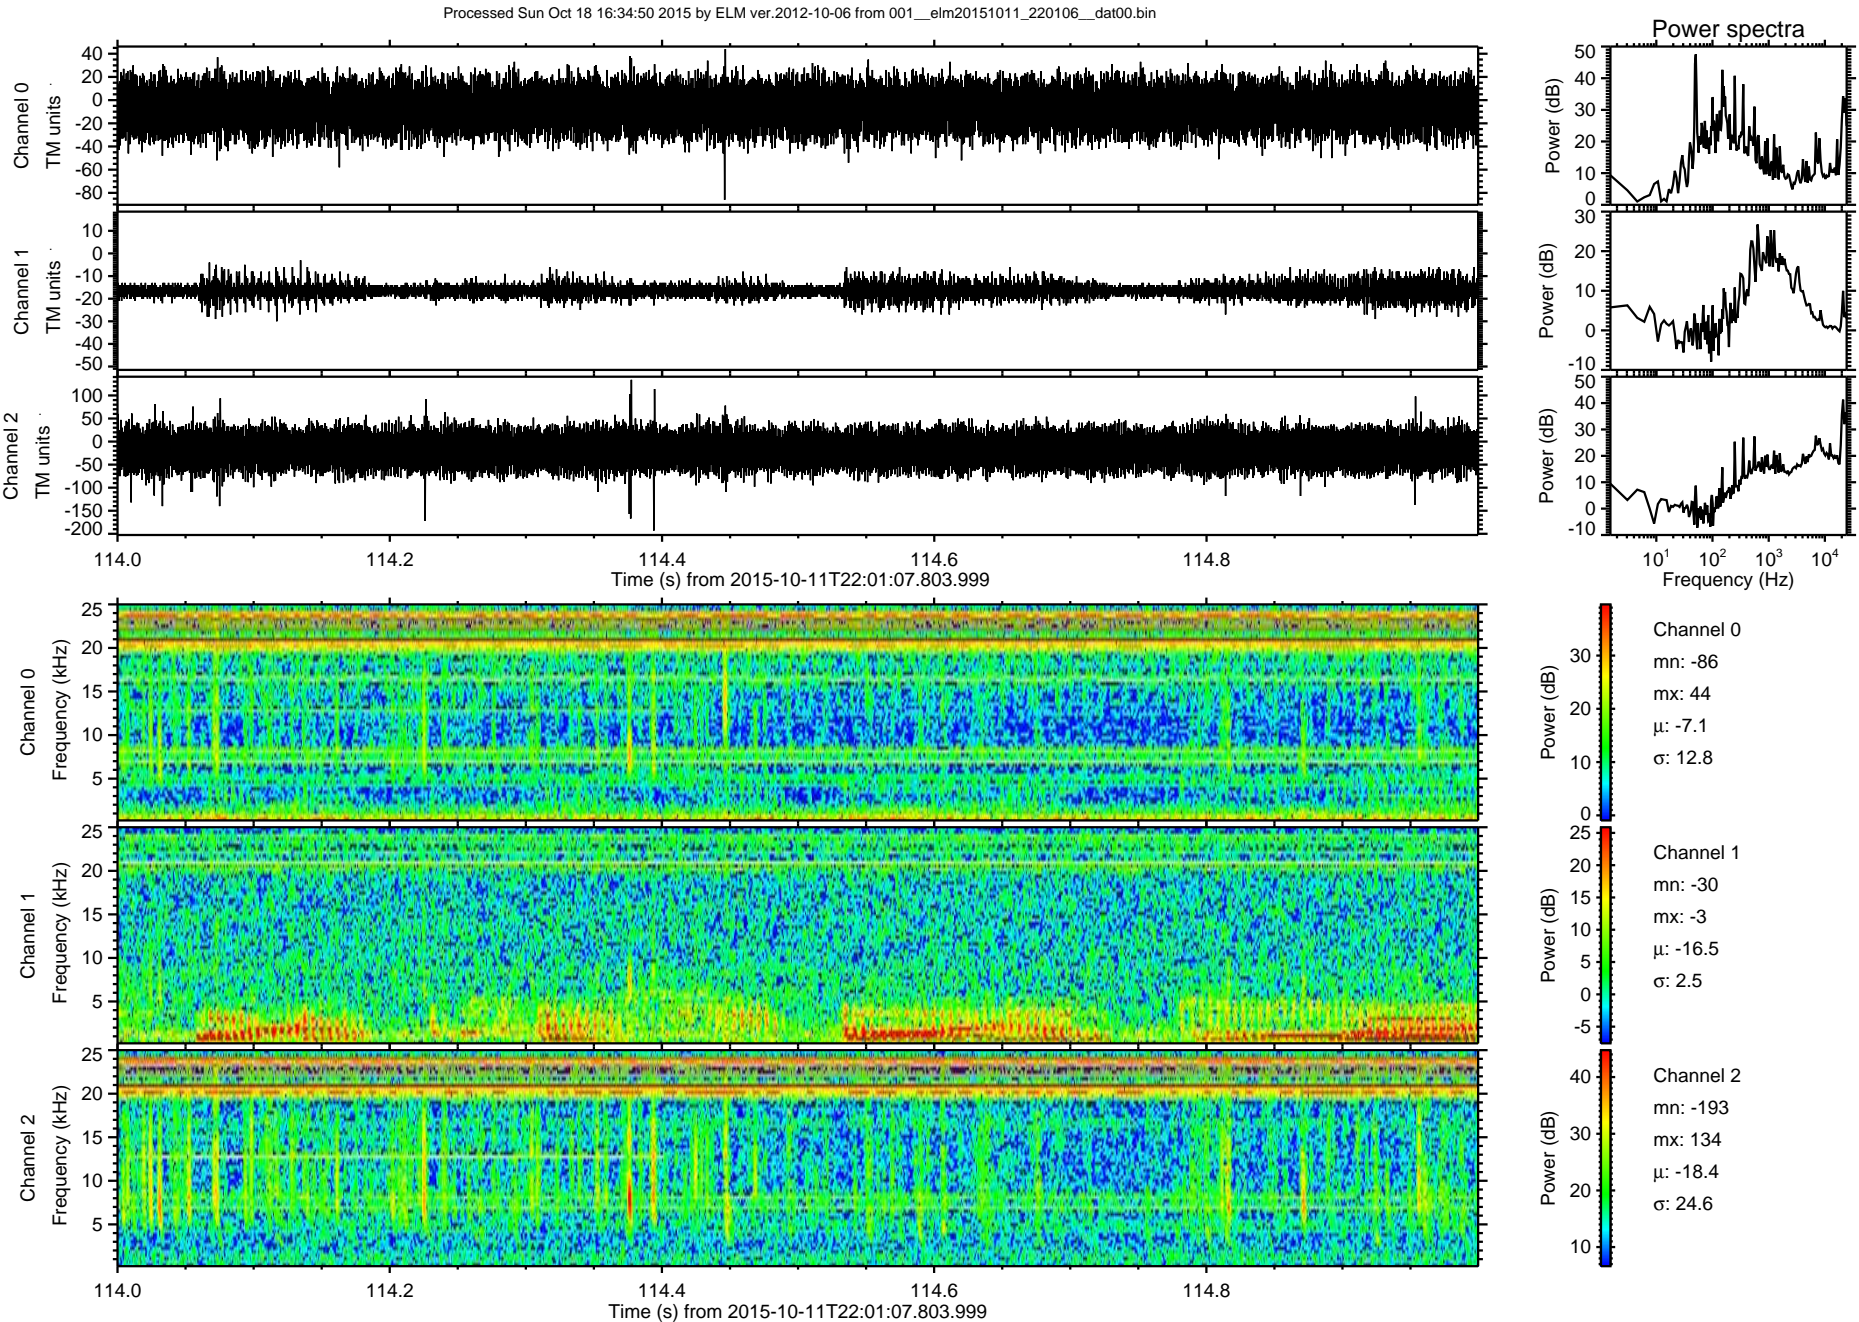 Processed Sun Oct 18 16:34:50 2015 by ELM ver.2012-10-06 from 001__elm20151011_220106__dat00.bin
Power spectra
Channel 0
TM units
40
20
0
-20
-40
-60
-80
Power (dB)
50
40
30
20
10
0
Channel 1
TM units
10
0
-10
-20
-30
-40
-50
Power (dB)
30
20
10
0
-10
Channel 2
TM units
100
50
0
-50
-100
-150
-200
Power (dB)
50
40
30
20
10
0
-10
114.0 114.2 114.4 114.6 114.8
Time (s) from 2015-10-11T22:01:07.803.999
10¹ 10² 10³ 10⁴
Frequency (Hz)
Channel 0
Frequency (kHz)
25
20
15
10
5
Power (dB)
30
20
10
0
Channel 0
mn: -86
mx: 44
μ: -7.1
σ: 12.8
Channel 1
Frequency (kHz)
25
20
15
10
5
Power (dB)
25
20
15
10
5
0
-5
Channel 1
mn: -30
mx: -3
μ: -16.5
σ: 2.5
Channel 2
Frequency (kHz)
25
20
15
10
5
Power (dB)
40
30
20
10
Channel 2
mn: -193
mx: 134
μ: -18.4
σ: 24.6
114.0 114.2 114.4 114.6 114.8
Time (s) from 2015-10-11T22:01:07.803.999